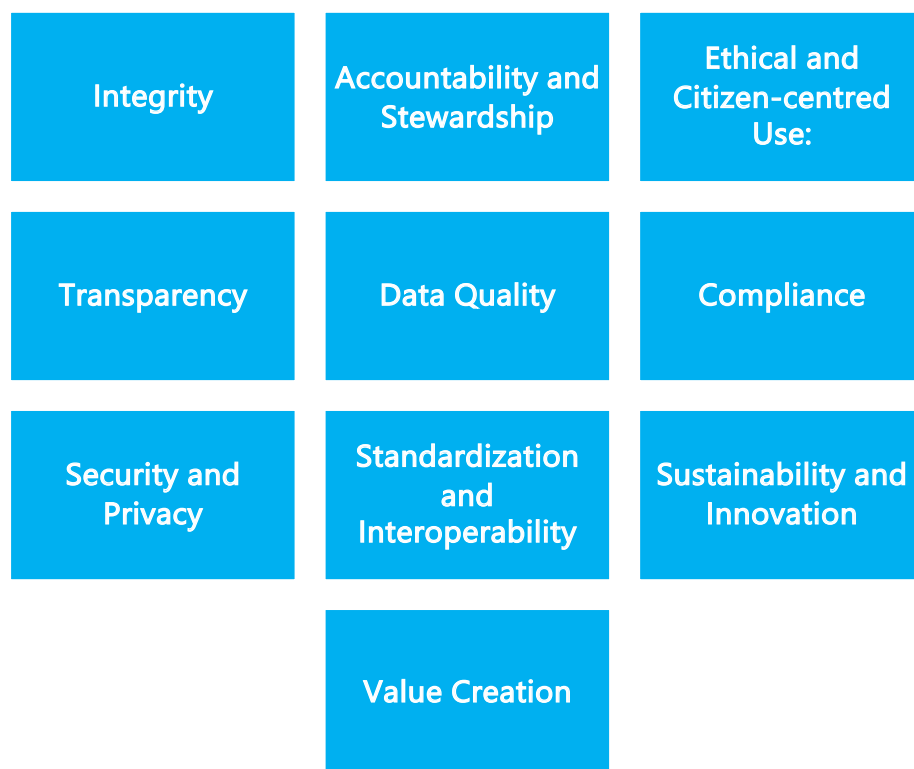 Integrity
Accountability and
Stewardship
Ethical and
Citizen-centred
Use:
Transparency
Data Quality
Compliance
Security and
Privacy
Standardization
and
Interoperability
Sustainability and
Innovation
Value Creation